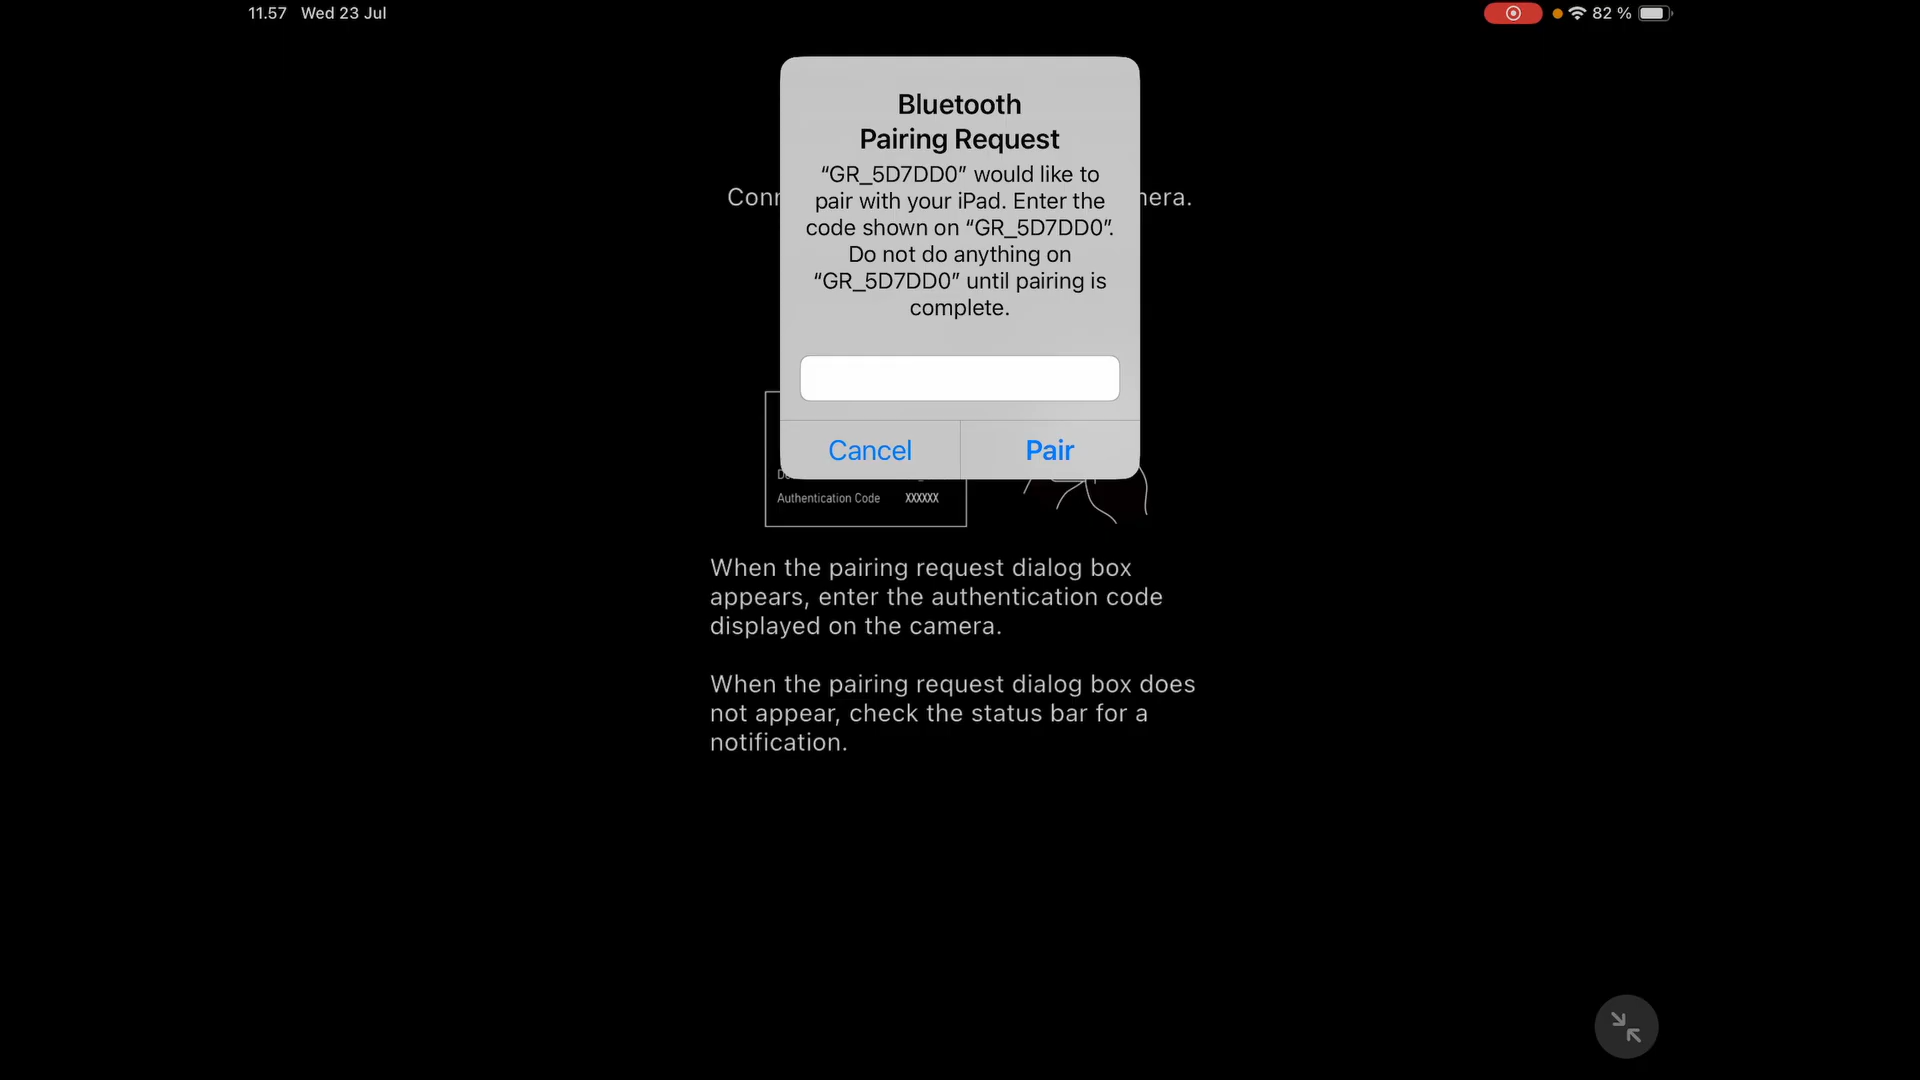 11.57 Wed 23 Jul
82 %
Bluetooth
Pairing Request
“GR_5D7DD0” would like to
pair with your iPad. Enter the
code shown on “GR_5D7DD0”.
Do not do anything on
“GR_5D7DD0” until pairing is
complete.
Cancel
Pair
Authentication Code XXXXXX
When the pairing request dialog box
appears, enter the authentication code
displayed on the camera.
When the pairing request dialog box does
not appear, check the status bar for a
notification.